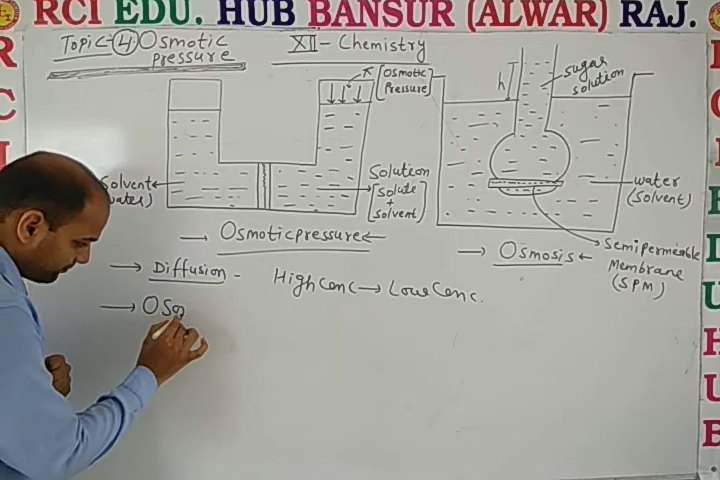 RCI EDU. HUB BANSUR (ALWAR) RAJ.
Topic-4 Osmotic
Pressure
XII - Chemistry
π [Osmotic
Pressure]
h
sugar
solution
Solvent
(water)
Solution
[Solute
+
Solvent]
water
(Solvent)
→ Osmotic pressure ←
→ Osmosis ←
Semipermeable
Membrane
(SPM)
→ Diffusion - High Conc → Low Conc.
→ Osm
R
C
I
E
D
U
H
U
B